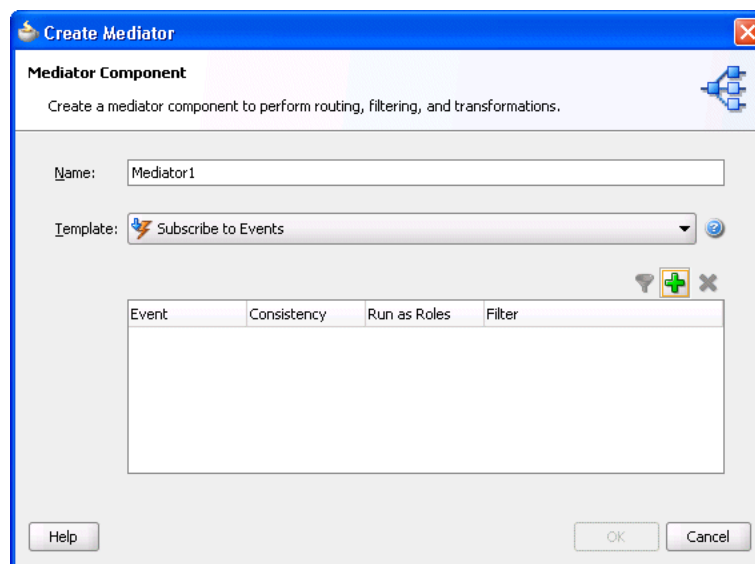 Create Mediator
Mediator Component
Create a mediator component to perform routing, filtering, and transformations.
Name: Mediator1
Template: Subscribe to Events
Event Consistency Run as Roles Filter
Help OK Cancel